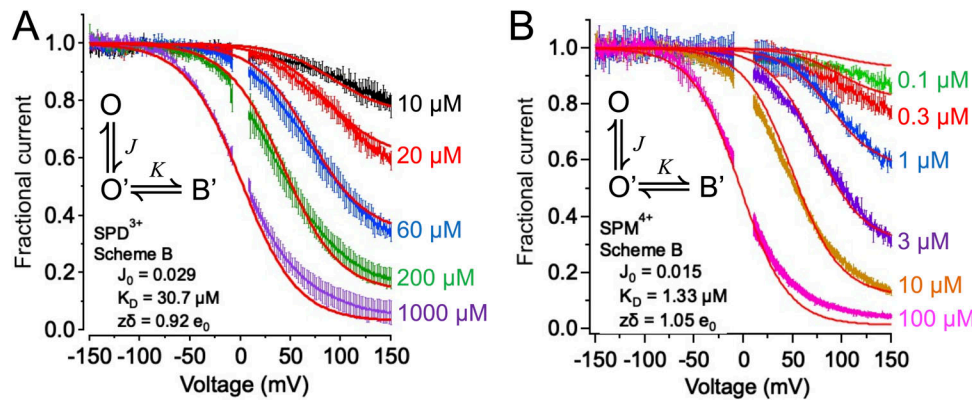 A
Fractional current
1.0
0.8
0.6
0.4
0.2
0.0
O
J
K
O' B'
SPD3+
Scheme B
J0 = 0.029
KD = 30.7 µM
zδ = 0.92 e0
10 µM
20 µM
60 µM
200 µM
1000 µM
-150 -100 -50 0 50 100 150
Voltage (mV)
B
Fractional current
1.0
0.8
0.6
0.4
0.2
0.0
O
J
K
O' B'
SPM4+
Scheme B
J0 = 0.015
KD = 1.33 µM
zδ = 1.05 e0
0.1 µM
0.3 µM
1 µM
3 µM
10 µM
100 µM
-150 -100 -50 0 50 100 150
Voltage (mV)